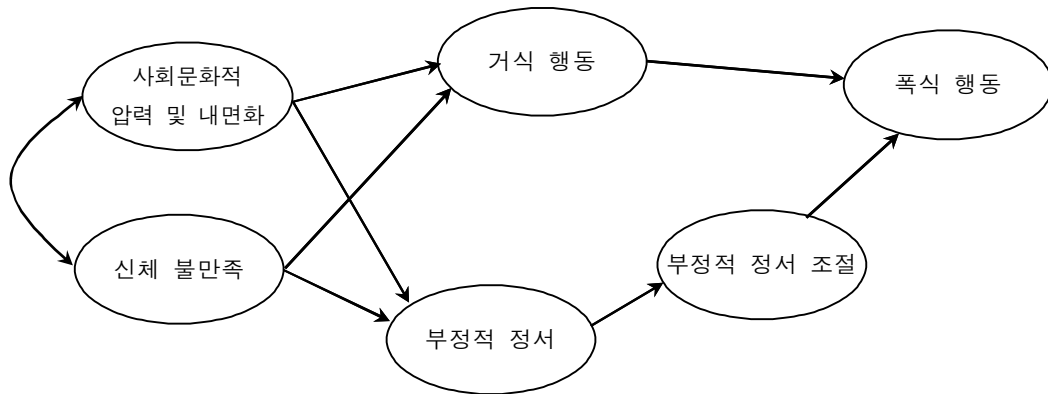 사회문화적
압력 및 내면화
거식 행동
폭식 행동
신체 불만족
부정적 정서
부정적 정서 조절